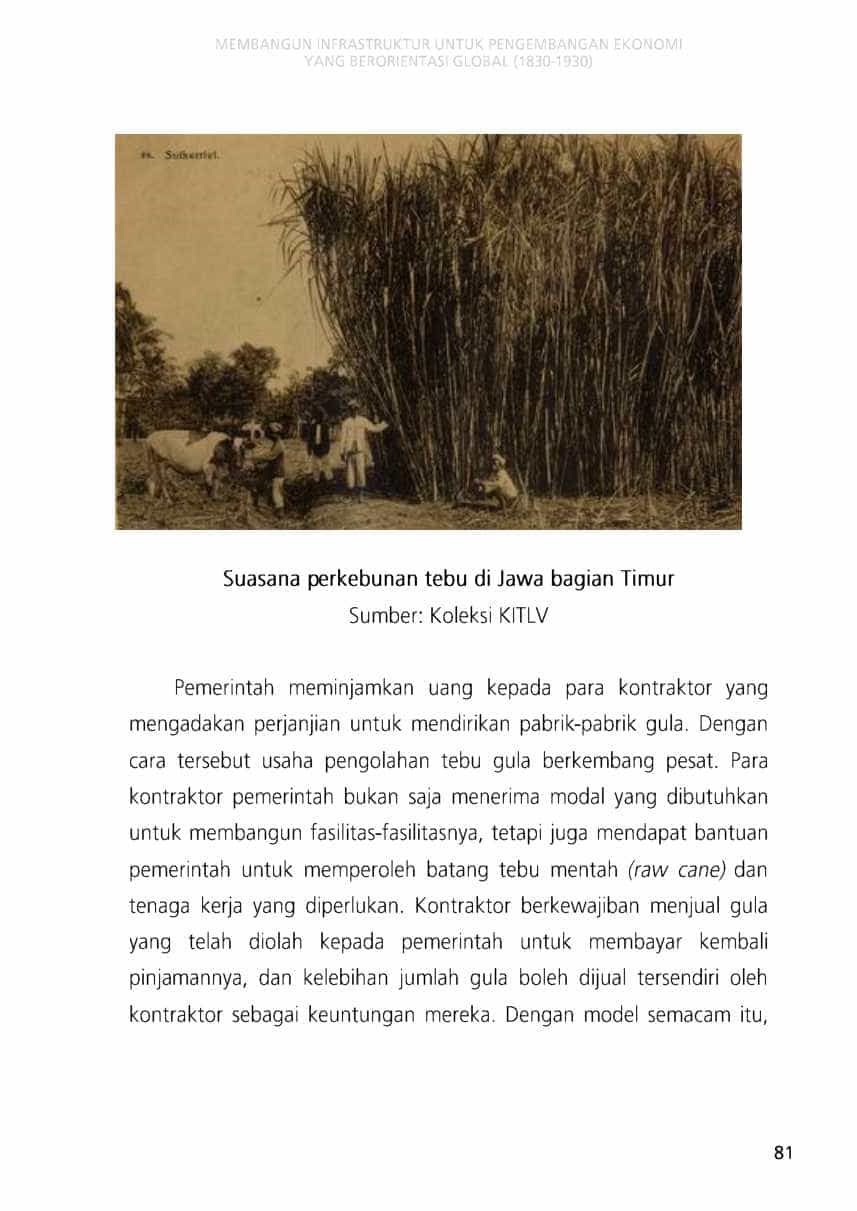 MEMBANGUN INFRASTRUKTUR UNTUK PENGEMBANGAN EKONOMI
YANG BERORIENTASI GLOBAL (1830-1930)
Suasana perkebunan tebu di Jawa bagian Timur
Sumber: Koleksi KITLV
Pemerintah meminjamkan uang kepada para kontraktor yang
mengadakan perjanjian untuk mendirikan pabrik-pabrik gula. Dengan
cara tersebut usaha pengolahan tebu gula berkembang pesat. Para
kontraktor pemerintah bukan saja menerima modal yang dibutuhkan
untuk membangun fasilitas-fasilitasnya, tetapi juga mendapat bantuan
pemerintah untuk memperoleh batang tebu mentah (raw cane) dan
tenaga kerja yang diperlukan. Kontraktor berkewajiban menjual gula
yang telah diolah kepada pemerintah untuk membayar kembali
pinjamannya, dan kelebihan jumlah gula boleh dijual tersendiri oleh
kontraktor sebagai keuntungan mereka. Dengan model semacam itu,
81